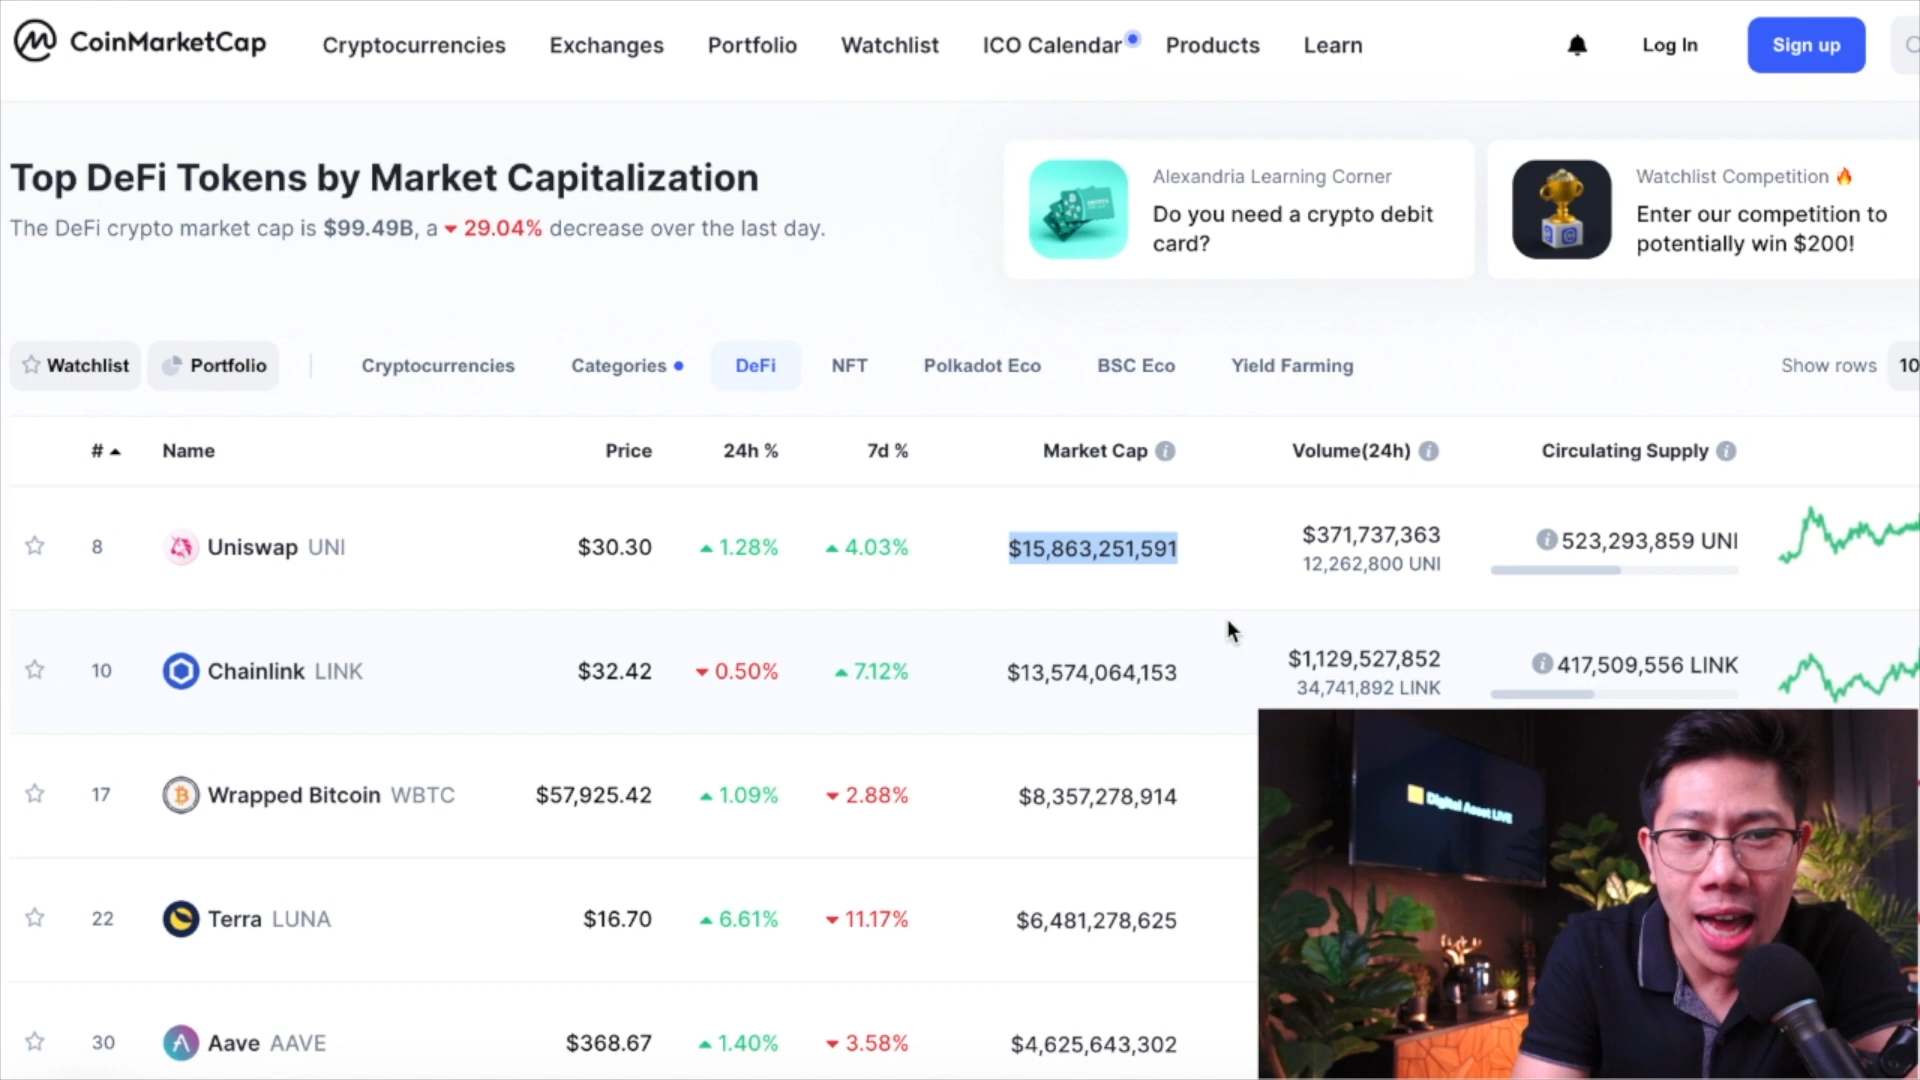 CoinMarketCap
Cryptocurrencies Exchanges Portfolio Watchlist ICO Calendar Products Learn Log In Sign up
Top DeFi Tokens by Market Capitalization
The DeFi crypto market cap is $99.49B, a ▼ 29.04% decrease over the last day.
Alexandria Learning Corner
Do you need a crypto debit
card?
Watchlist Competition 🔥
Enter our competition to
potentially win $200!
Watchlist Portfolio Cryptocurrencies Categories DeFi NFT Polkadot Eco BSC Eco Yield Farming Show rows 10
# Name Price 24h % 7d % Market Cap Volume(24h) Circulating Supply
8 Uniswap UNI $30.30 ▲ 1.28% ▲ 4.03% $15,863,251,591 $371,737,363 523,293,859 UNI
12,262,800 UNI
10 Chainlink LINK $32.42 ▼ 0.50% ▲ 7.12% $13,574,064,153 $1,129,527,852 417,509,556 LINK
34,741,892 LINK
17 Wrapped Bitcoin WBTC $57,925.42 ▲ 1.09% ▼ 2.88% $8,357,278,914
22 Terra LUNA $16.70 ▲ 6.61% ▼ 11.17% $6,481,278,625
30 Aave AAVE $368.67 ▲ 1.40% ▼ 3.58% $4,625,643,302
Digital Asset LIVE